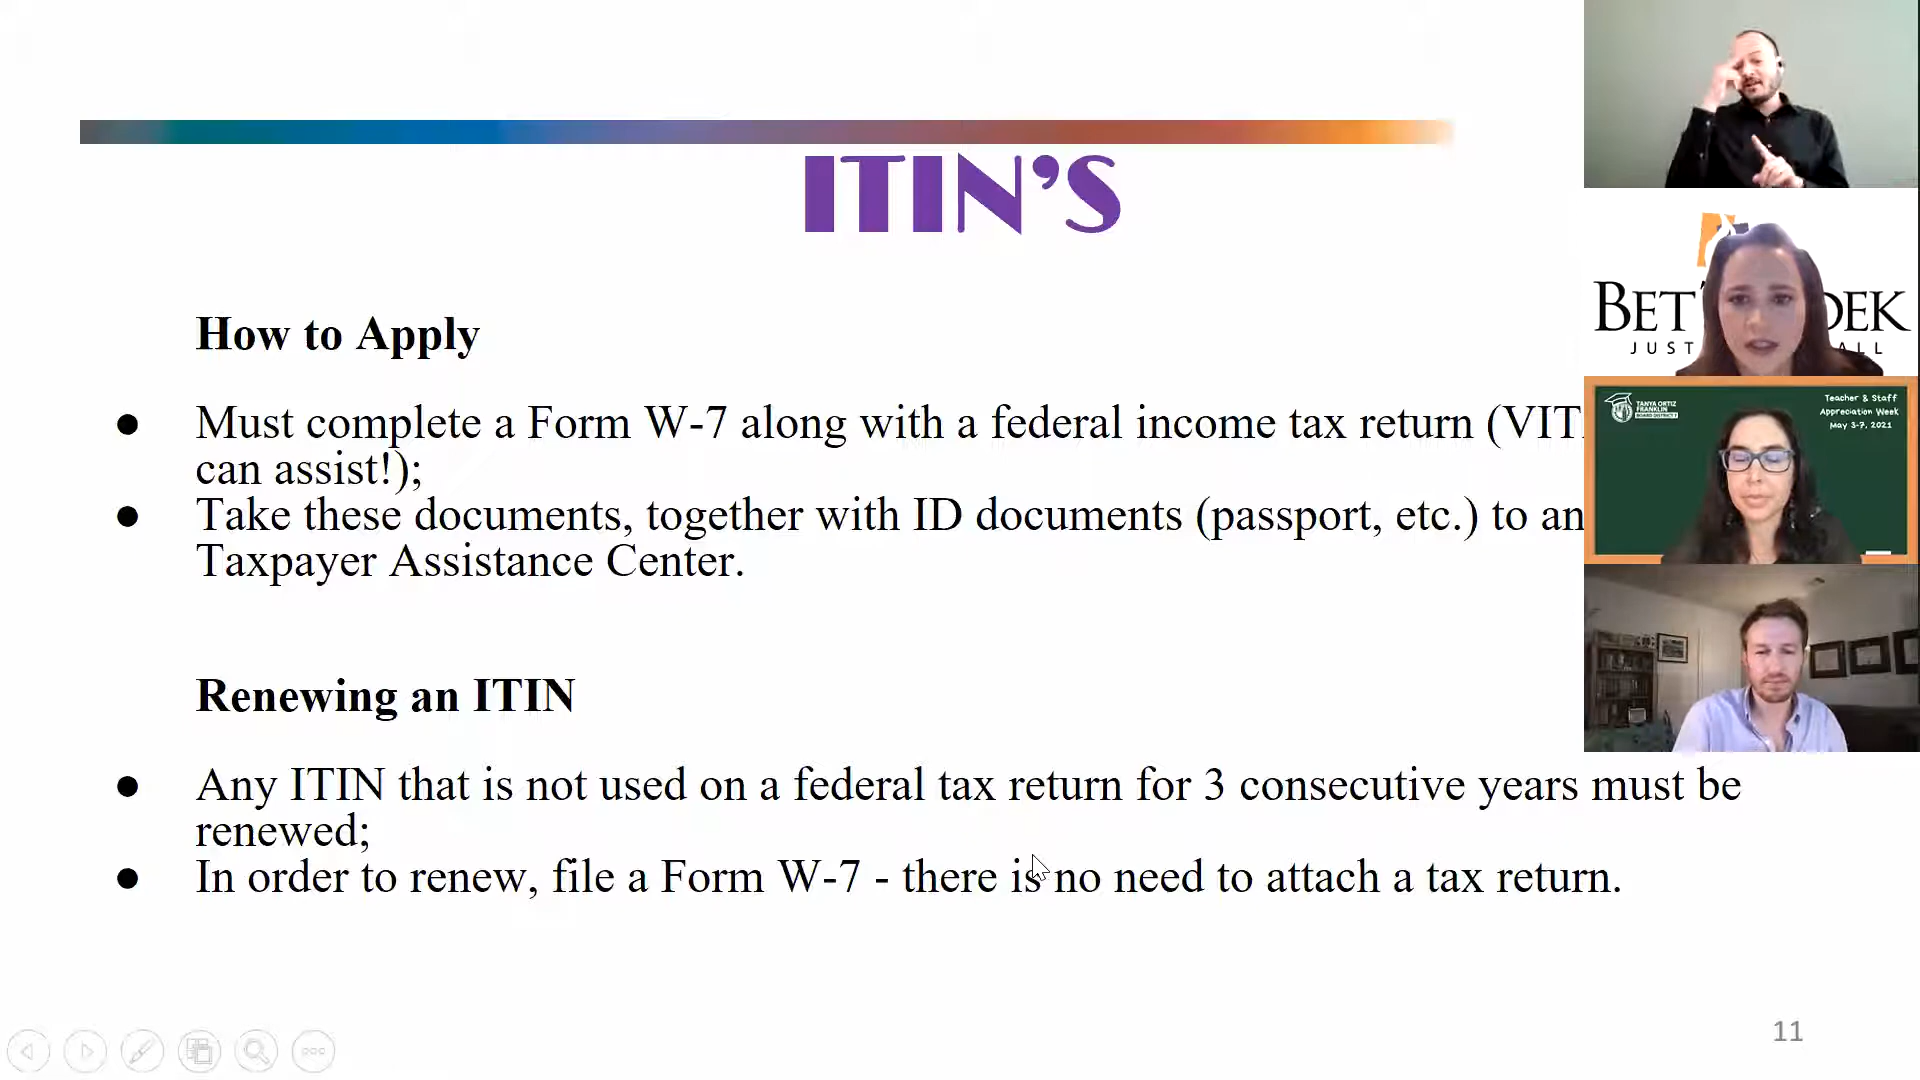 ITIN'S
How to Apply
● Must complete a Form W-7 along with a federal income tax return
can assist!);
● Take these documents, together with ID documents (passport, etc.) to an
Taxpayer Assistance Center.
Renewing an ITIN
● Any ITIN that is not used on a federal tax return for 3 consecutive years must be
renewed;
● In order to renew, file a Form W-7 - there is no need to attach a tax return.
11
BET
JUST ALL
TANYA ORTIZ
FRANKLIN
Teacher & Staff
Appreciation Week
May 3-7, 2021